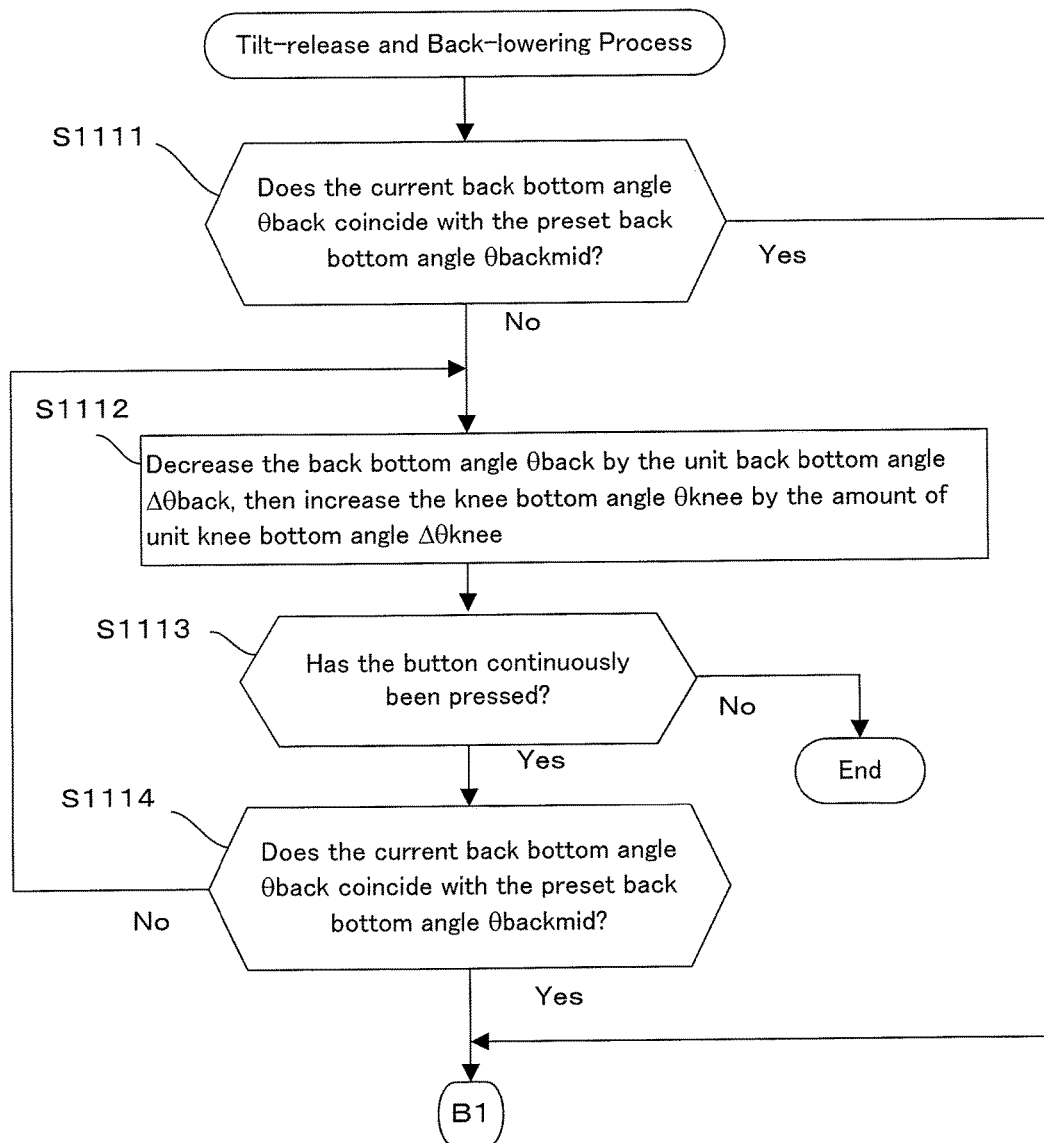 Tilt-release and Back-lowering Process
S1111
Does the current back bottom angle
θback coincide with the preset back
bottom angle θbackmid?
Yes
No
S1112
Decrease the back bottom angle θback by the unit back bottom angle
Δθback, then increase the knee bottom angle θknee by the amount of
unit knee bottom angle Δθknee
S1113
Has the button continuously
been pressed?
No
Yes
End
S1114
Does the current back bottom angle
θback coincide with the preset back
bottom angle θbackmid?
No
Yes
B1